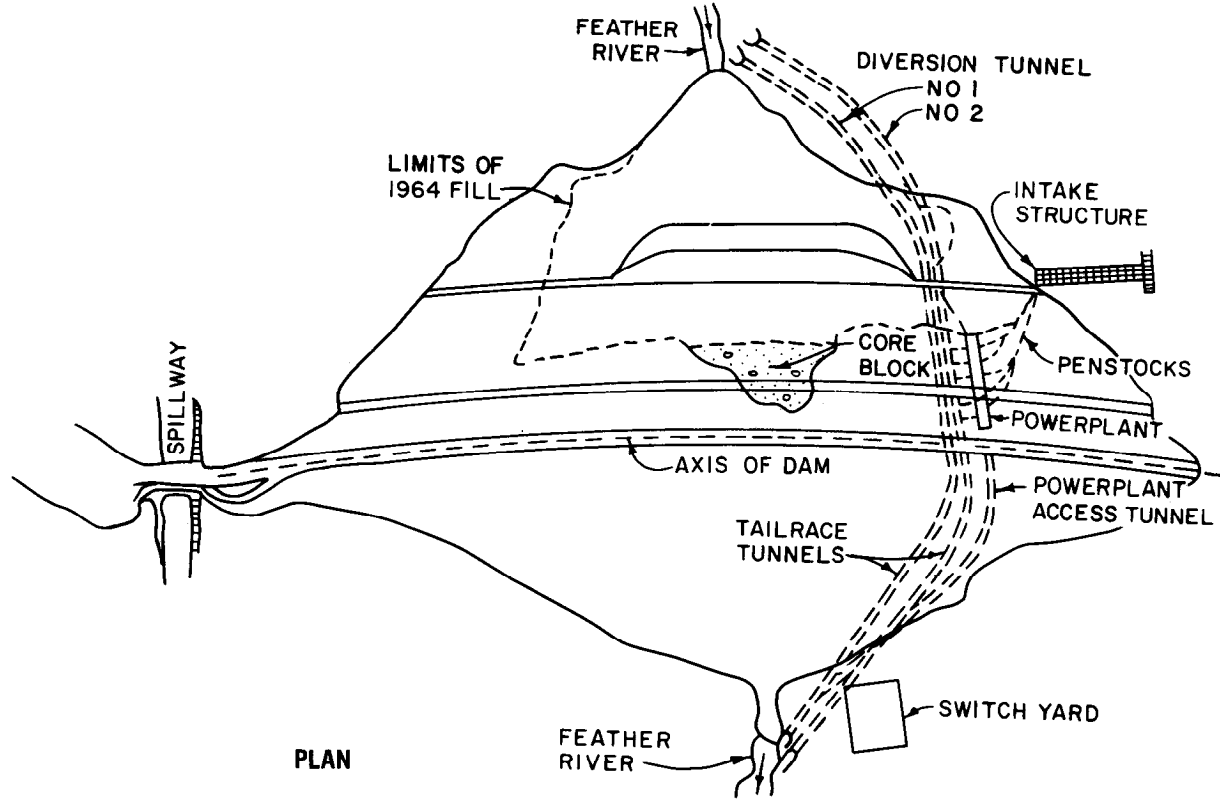 FEATHER
RIVER
DIVERSION TUNNEL
NO 1
NO 2
LIMITS OF
1964 FILL
INTAKE
STRUCTURE
CORE
BLOCK
PENSTOCKS
SPILLWAY
POWERPLANT
AXIS OF DAM
POWERPLANT
ACCESS TUNNEL
TAILRACE
TUNNELS
SWITCH YARD
FEATHER
RIVER
PLAN